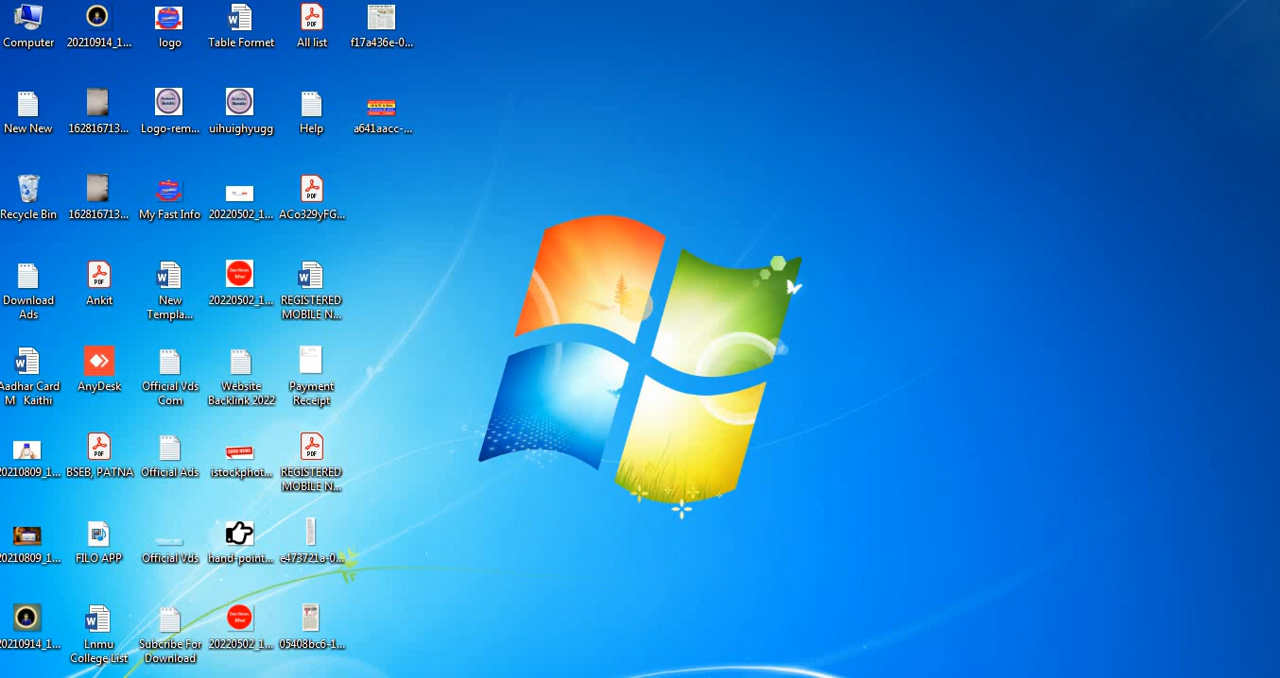 Computer
20210914_1...
logo
Table Formet
All list
f17a436e-0...
New New
162816713...
Logo-rem...
uihuighyugg
Help
a641aacc-...
Recycle Bin
162816713...
My Fast Info
20220502_1...
ACo329yFG...
Download
Ads
Ankit
New
Templa...
20220502_1...
REGISTERED
MOBILE N...
Aadhar Card
M Kaithi
AnyDesk
Official Vds
Com
Website
Backlink 2022
Payment
Receipt
20210809_1...
BSEB, PATNA
Official Ads
istockphot...
REGISTERED
MOBILE N...
20210809_1...
FILO APP
Official Vds
hand-point...
e473721a-0...
20210914_1...
Lnmu
College List
Subcribe For
Download
20220502_1...
05408bc6-1...